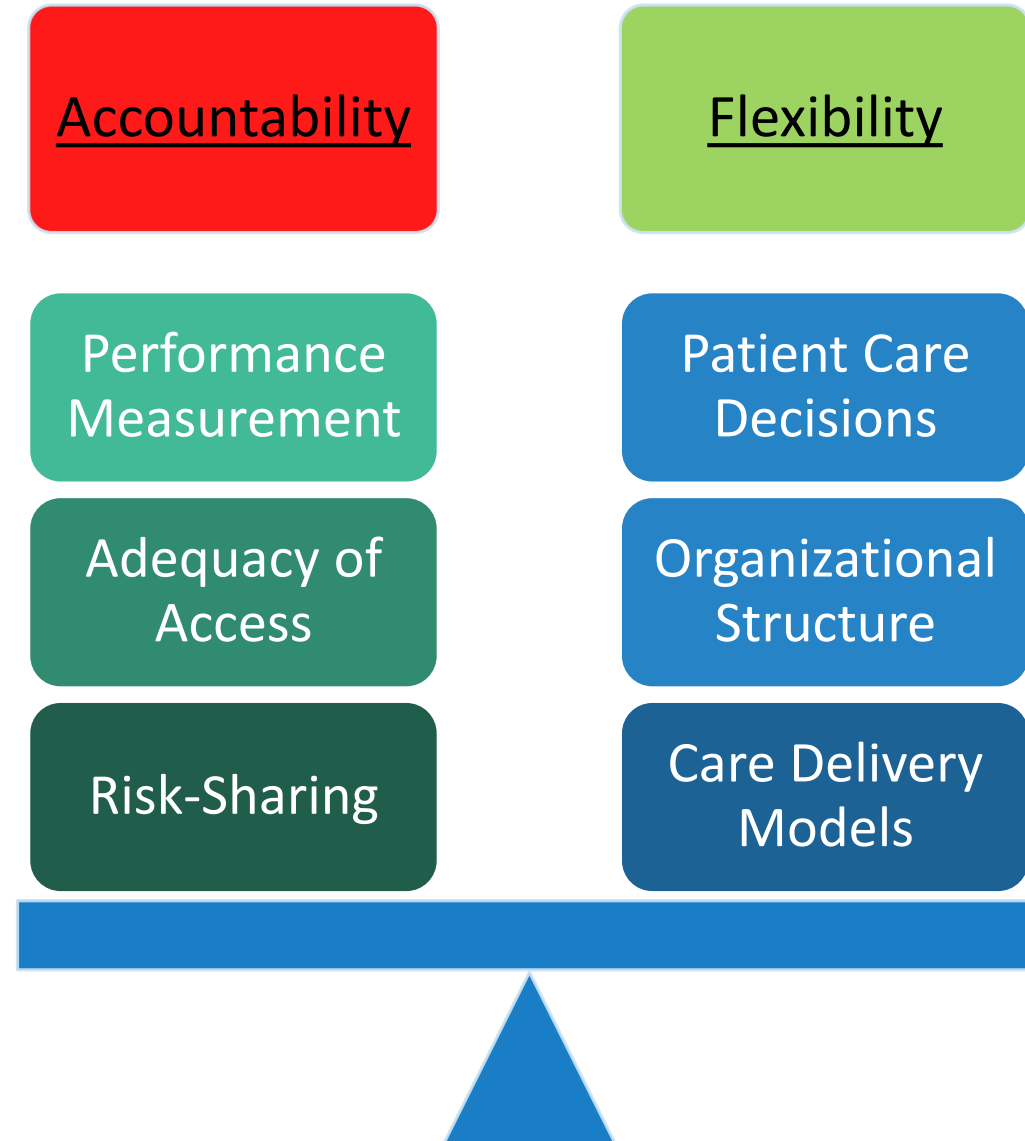 Accountability
Performance
Measurement
Adequacy of
Access
Risk-Sharing
Flexibility
Patient Care
Decisions
Organizational
Structure
Care Delivery
Models